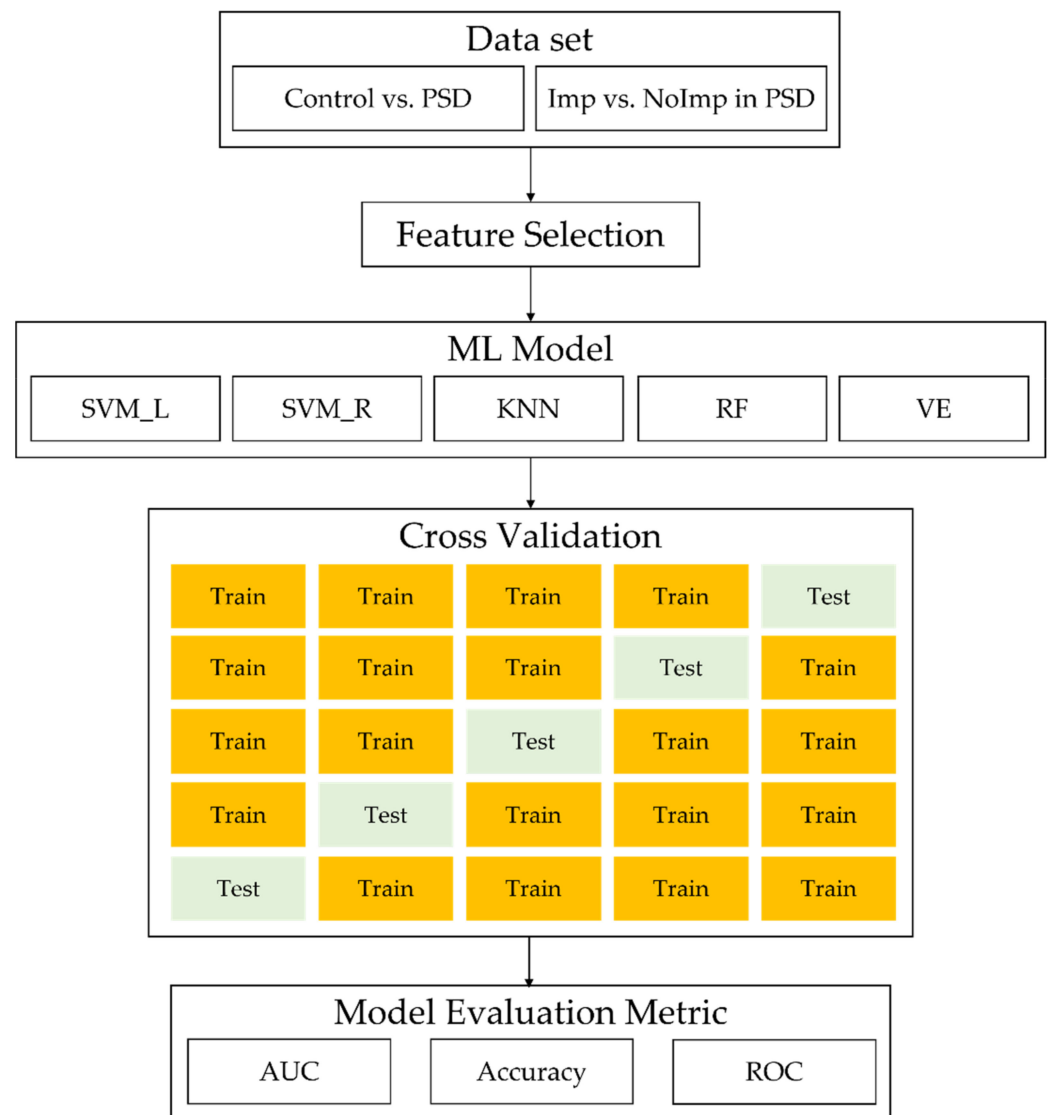 Data set
Control vs. PSD Imp vs. NoImp in PSD
Feature Selection
ML Model
SVM_L SVM_R KNN RF VE
Cross Validation
Train Train Train Train Test
Train Train Train Test Train
Train Train Test Train Train
Train Test Train Train Train
Test Train Train Train Train
Model Evaluation Metric
AUC Accuracy ROC